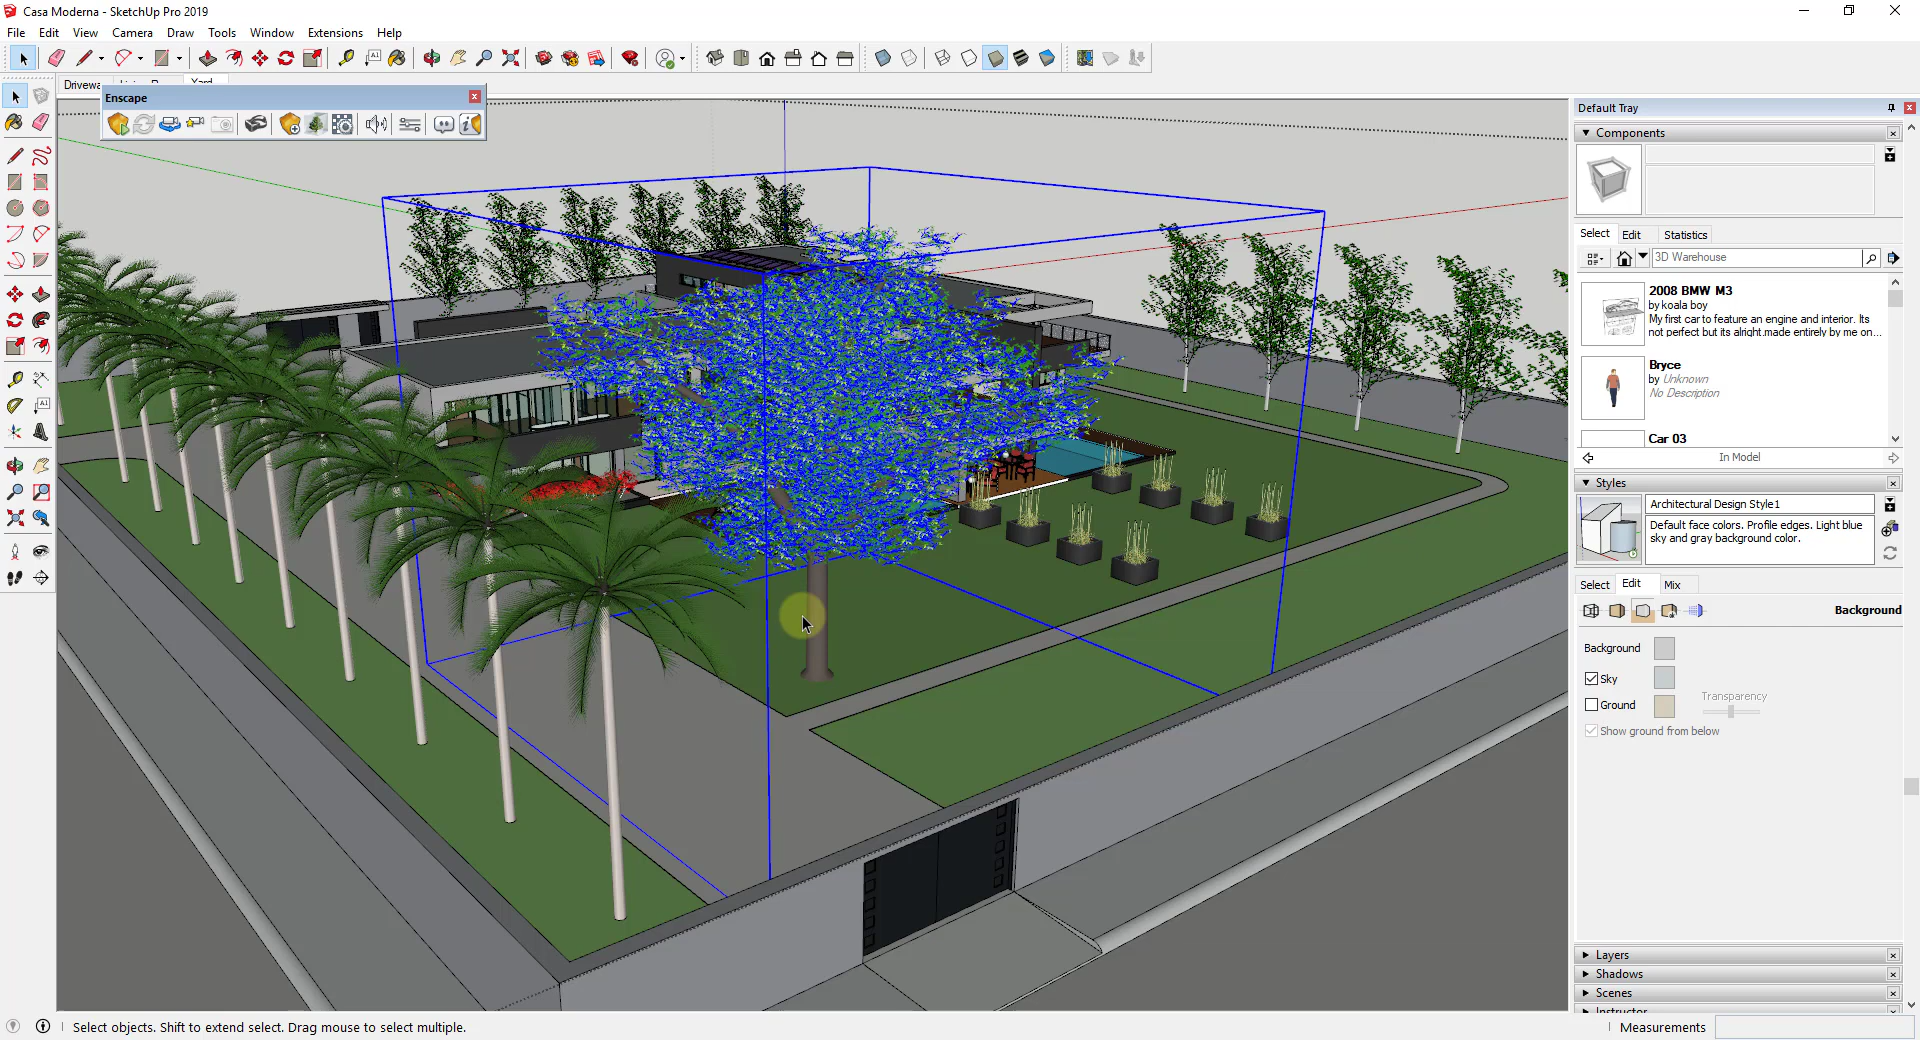 Casa Moderna - SketchUp Pro 2019
File Edit View Camera Draw Tools Window Extensions Help
Enscape
Default Tray
Components
Select Edit Statistics
3D Warehouse
2008 BMW M3
by koala boy
My first car to feature an engine and interior. Its
not perfect but its alright.made entirely by me on...
Bryce
by Unknown
No Description
Car 03
In Model
Styles
Architectural Design Style1
Default face colors. Profile edges. Light blue
sky and gray background color.
Select Edit Mix
Background
Background
Sky
Transparency
Ground
Show ground from below
Layers
Shadows
Scenes
Select objects. Shift to extend select. Drag mouse to select multiple.
Measurements